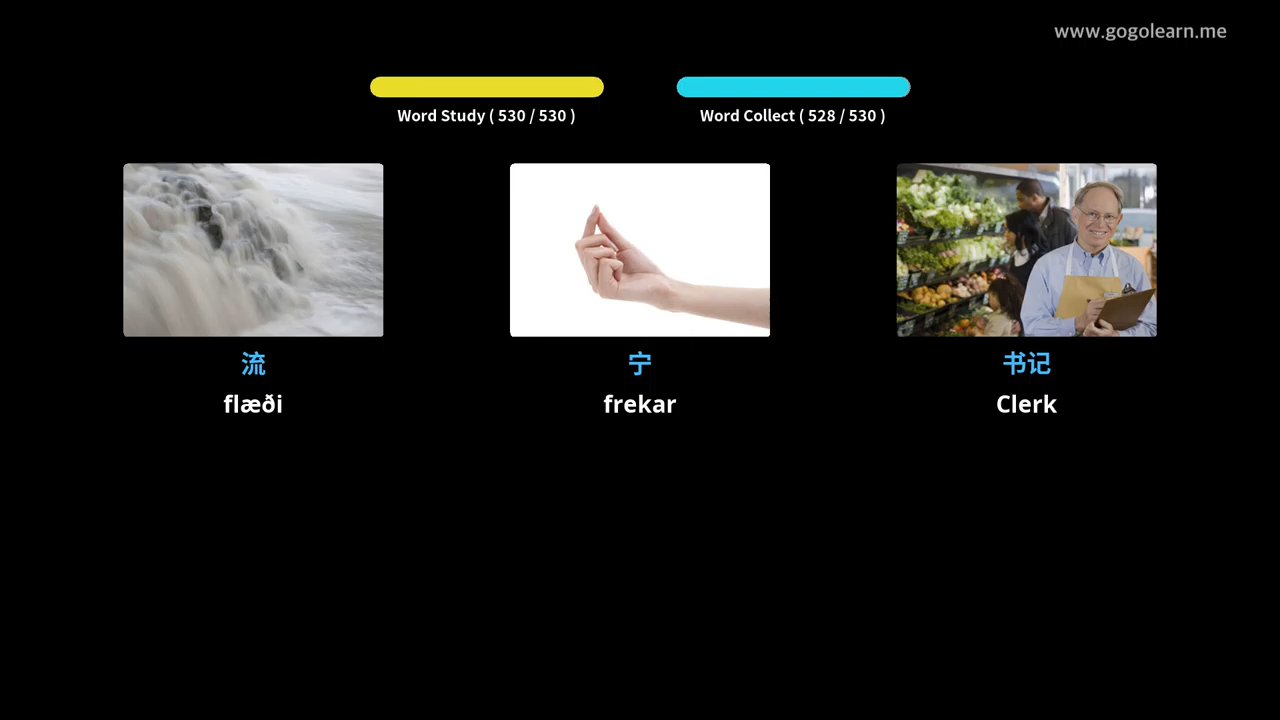 www.gogolearn.me
Word Study ( 530 / 530 )
Word Collect ( 528 / 530 )
流
flæði
宁
frekar
书记
Clerk